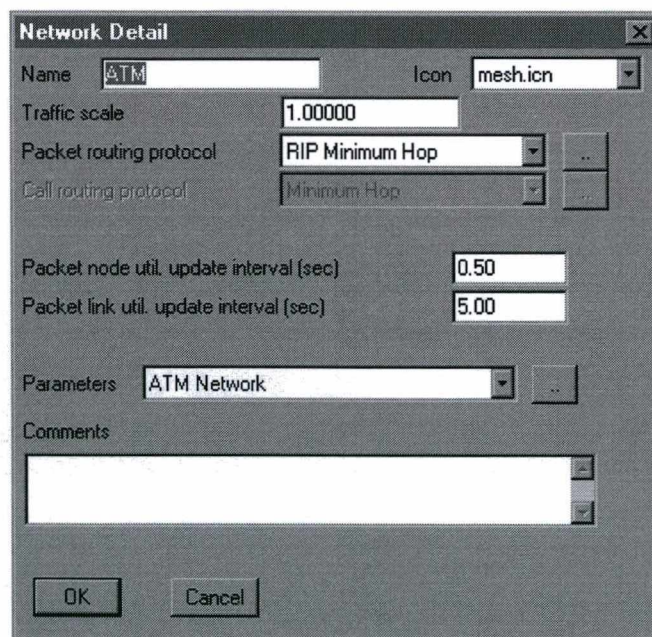 Network Detail
Name ATM Icon mesh.icn
Traffic scale 1.00000
Packet routing protocol RIP Minimum Hop ..
Call routing protocol Minimum Hop ...
Packet node util. update interval (sec) 0.50
Packet link util. update interval (sec) 5.00
Parameters ATM Network ..
Comments
OK Cancel